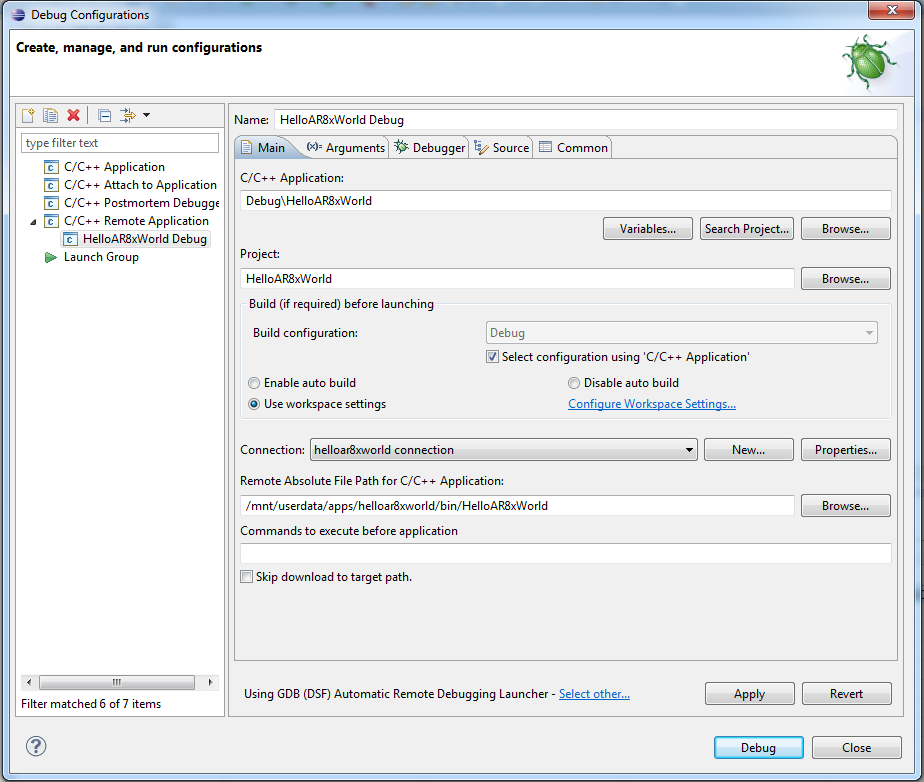 Debug Configurations
Create, manage, and run configurations
type filter text
C/C++ Application
C/C++ Attach to Application
C/C++ Postmortem Debugge
C/C++ Remote Application
HelloAR8xWorld Debug
Launch Group
Filter matched 6 of 7 items
Name: HelloAR8xWorld Debug
Main (x)= Arguments Debugger Source Common
C/C++ Application:
Debug\HelloAR8xWorld
Variables... Search Project... Browse...
Project:
HelloAR8xWorld Browse...
Build (if required) before launching
Build configuration: Debug
Select configuration using 'C/C++ Application'
Enable auto build Disable auto build
Use workspace settings Configure Workspace Settings...
Connection: helloar8xworld connection New... Properties...
Remote Absolute File Path for C/C++ Application:
/mnt/userdata/apps/helloar8xworld/bin/HelloAR8xWorld Browse...
Commands to execute before application
Skip download to target path.
Using GDB (DSF) Automatic Remote Debugging Launcher - Select other... Apply Revert
? Debug Close